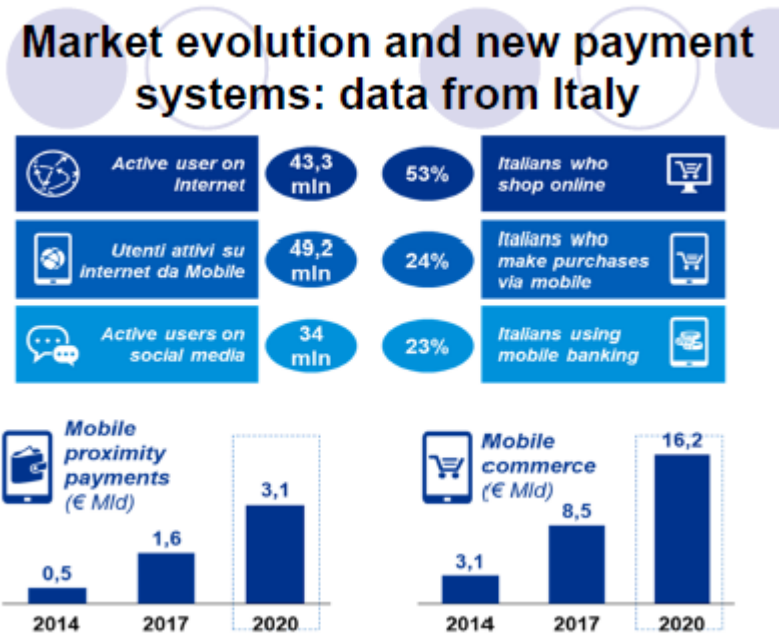 Market evolution and new payment
systems: data from Italy
Active user on
Internet
43,3
mln
53%
Italians who
shop online
Utenti attivi su
Internet da Mobile
49,2
mln
24%
Italians who
make purchases
via mobile
Active users on
social media
34
mln
23%
Italians using
mobile banking
Mobile
proximity
payments
(€ Mld)
0,5
1,6
3,1
2014
2017
2020
Mobile
commerce
(€ Mld)
3,1
8,5
16,2
2014
2017
2020